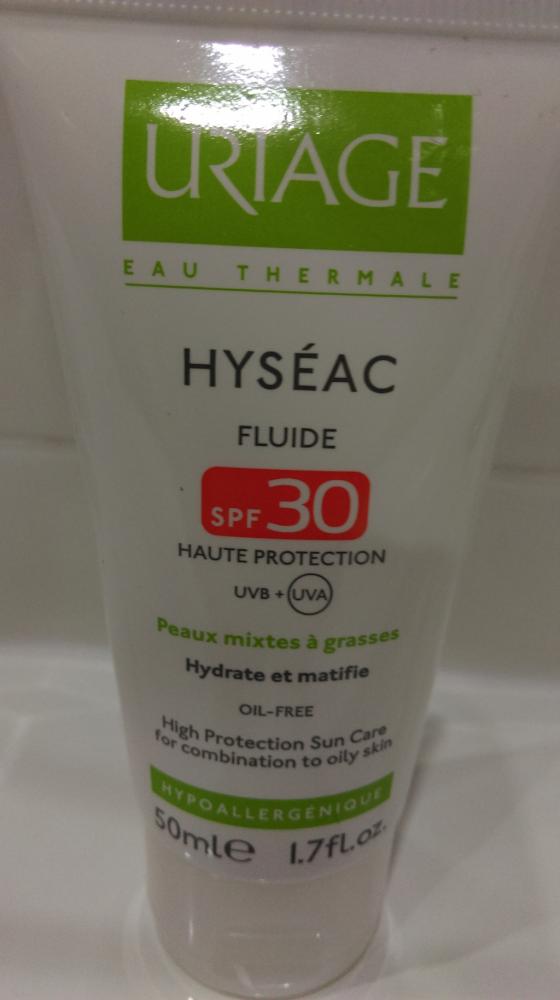 URIAGE
EAU THERMALE
HYSÉAC
FLUIDE
SPF 30
HAUTE PROTECTION
UVB + UVA
Peaux mixtes à grasses
Hydrate et matifie
OIL-FREE
High Protection Sun Care
for combination to oily skin
HYPOALLERGÉNIQUE
50ml℮ 1.7fl.oz.